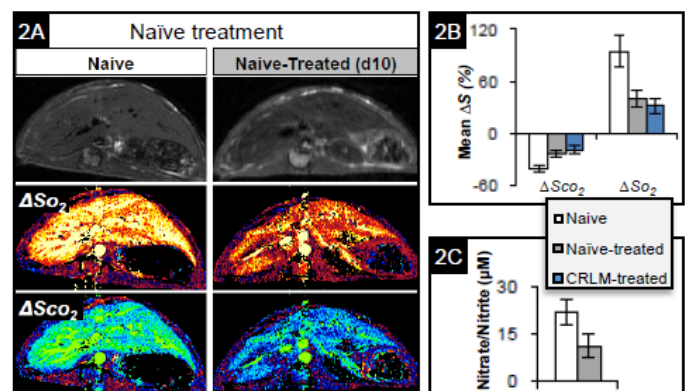 2A Naïve treatment
Naive Naive-Treated (d10)
ΔSo2
ΔSco2
2B
Mean ΔS (%)
120
60
0
-60
ΔSco2 ΔSo2
Naive
Naïve-treated
CRLM-treated
2C
Nitrate/Nitrite (μM)
30
15
0